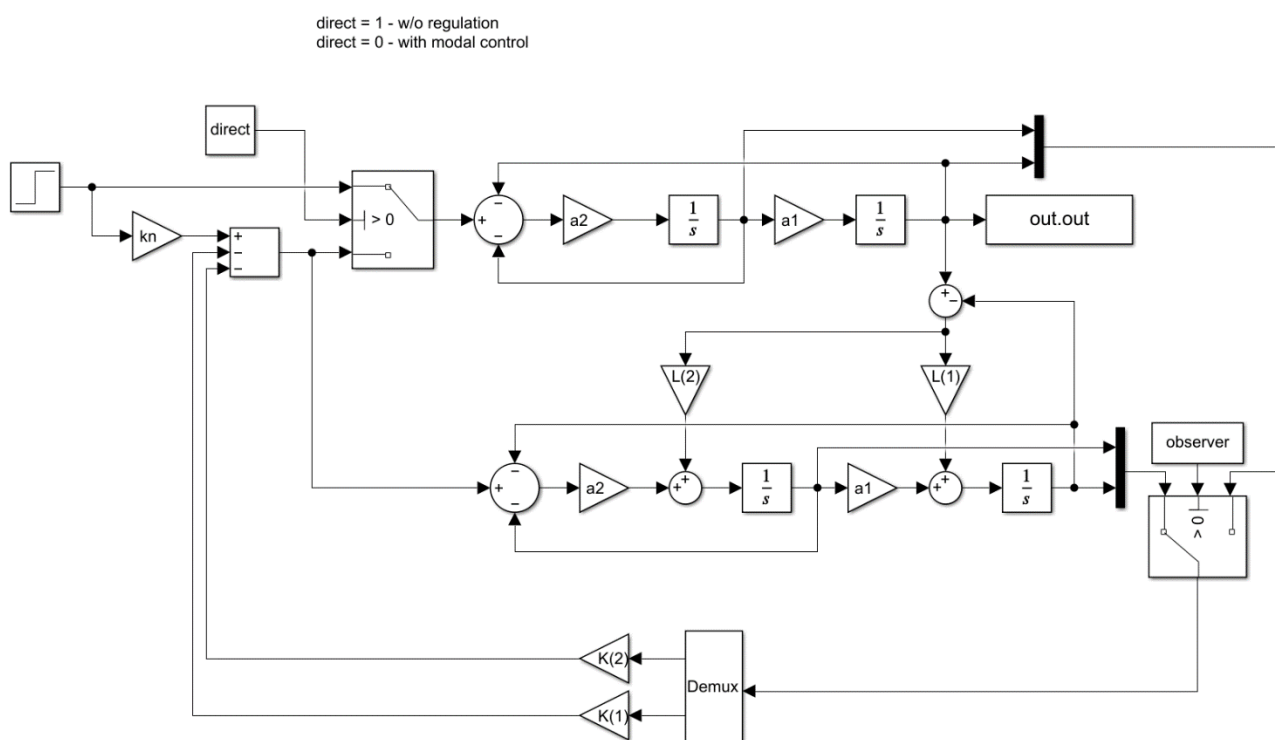 direct = 1 - w/o regulation
direct = 0 - with modal control
direct
> 0
kn
+
−
−
+
−
−
a2
1
s
a1
1
s
out.out
+
−
L(2)
L(1)
observer
> 0
−
+
−
a2
+
+
1
s
a1
+
+
1
s
K(2)
Demux
K(1)